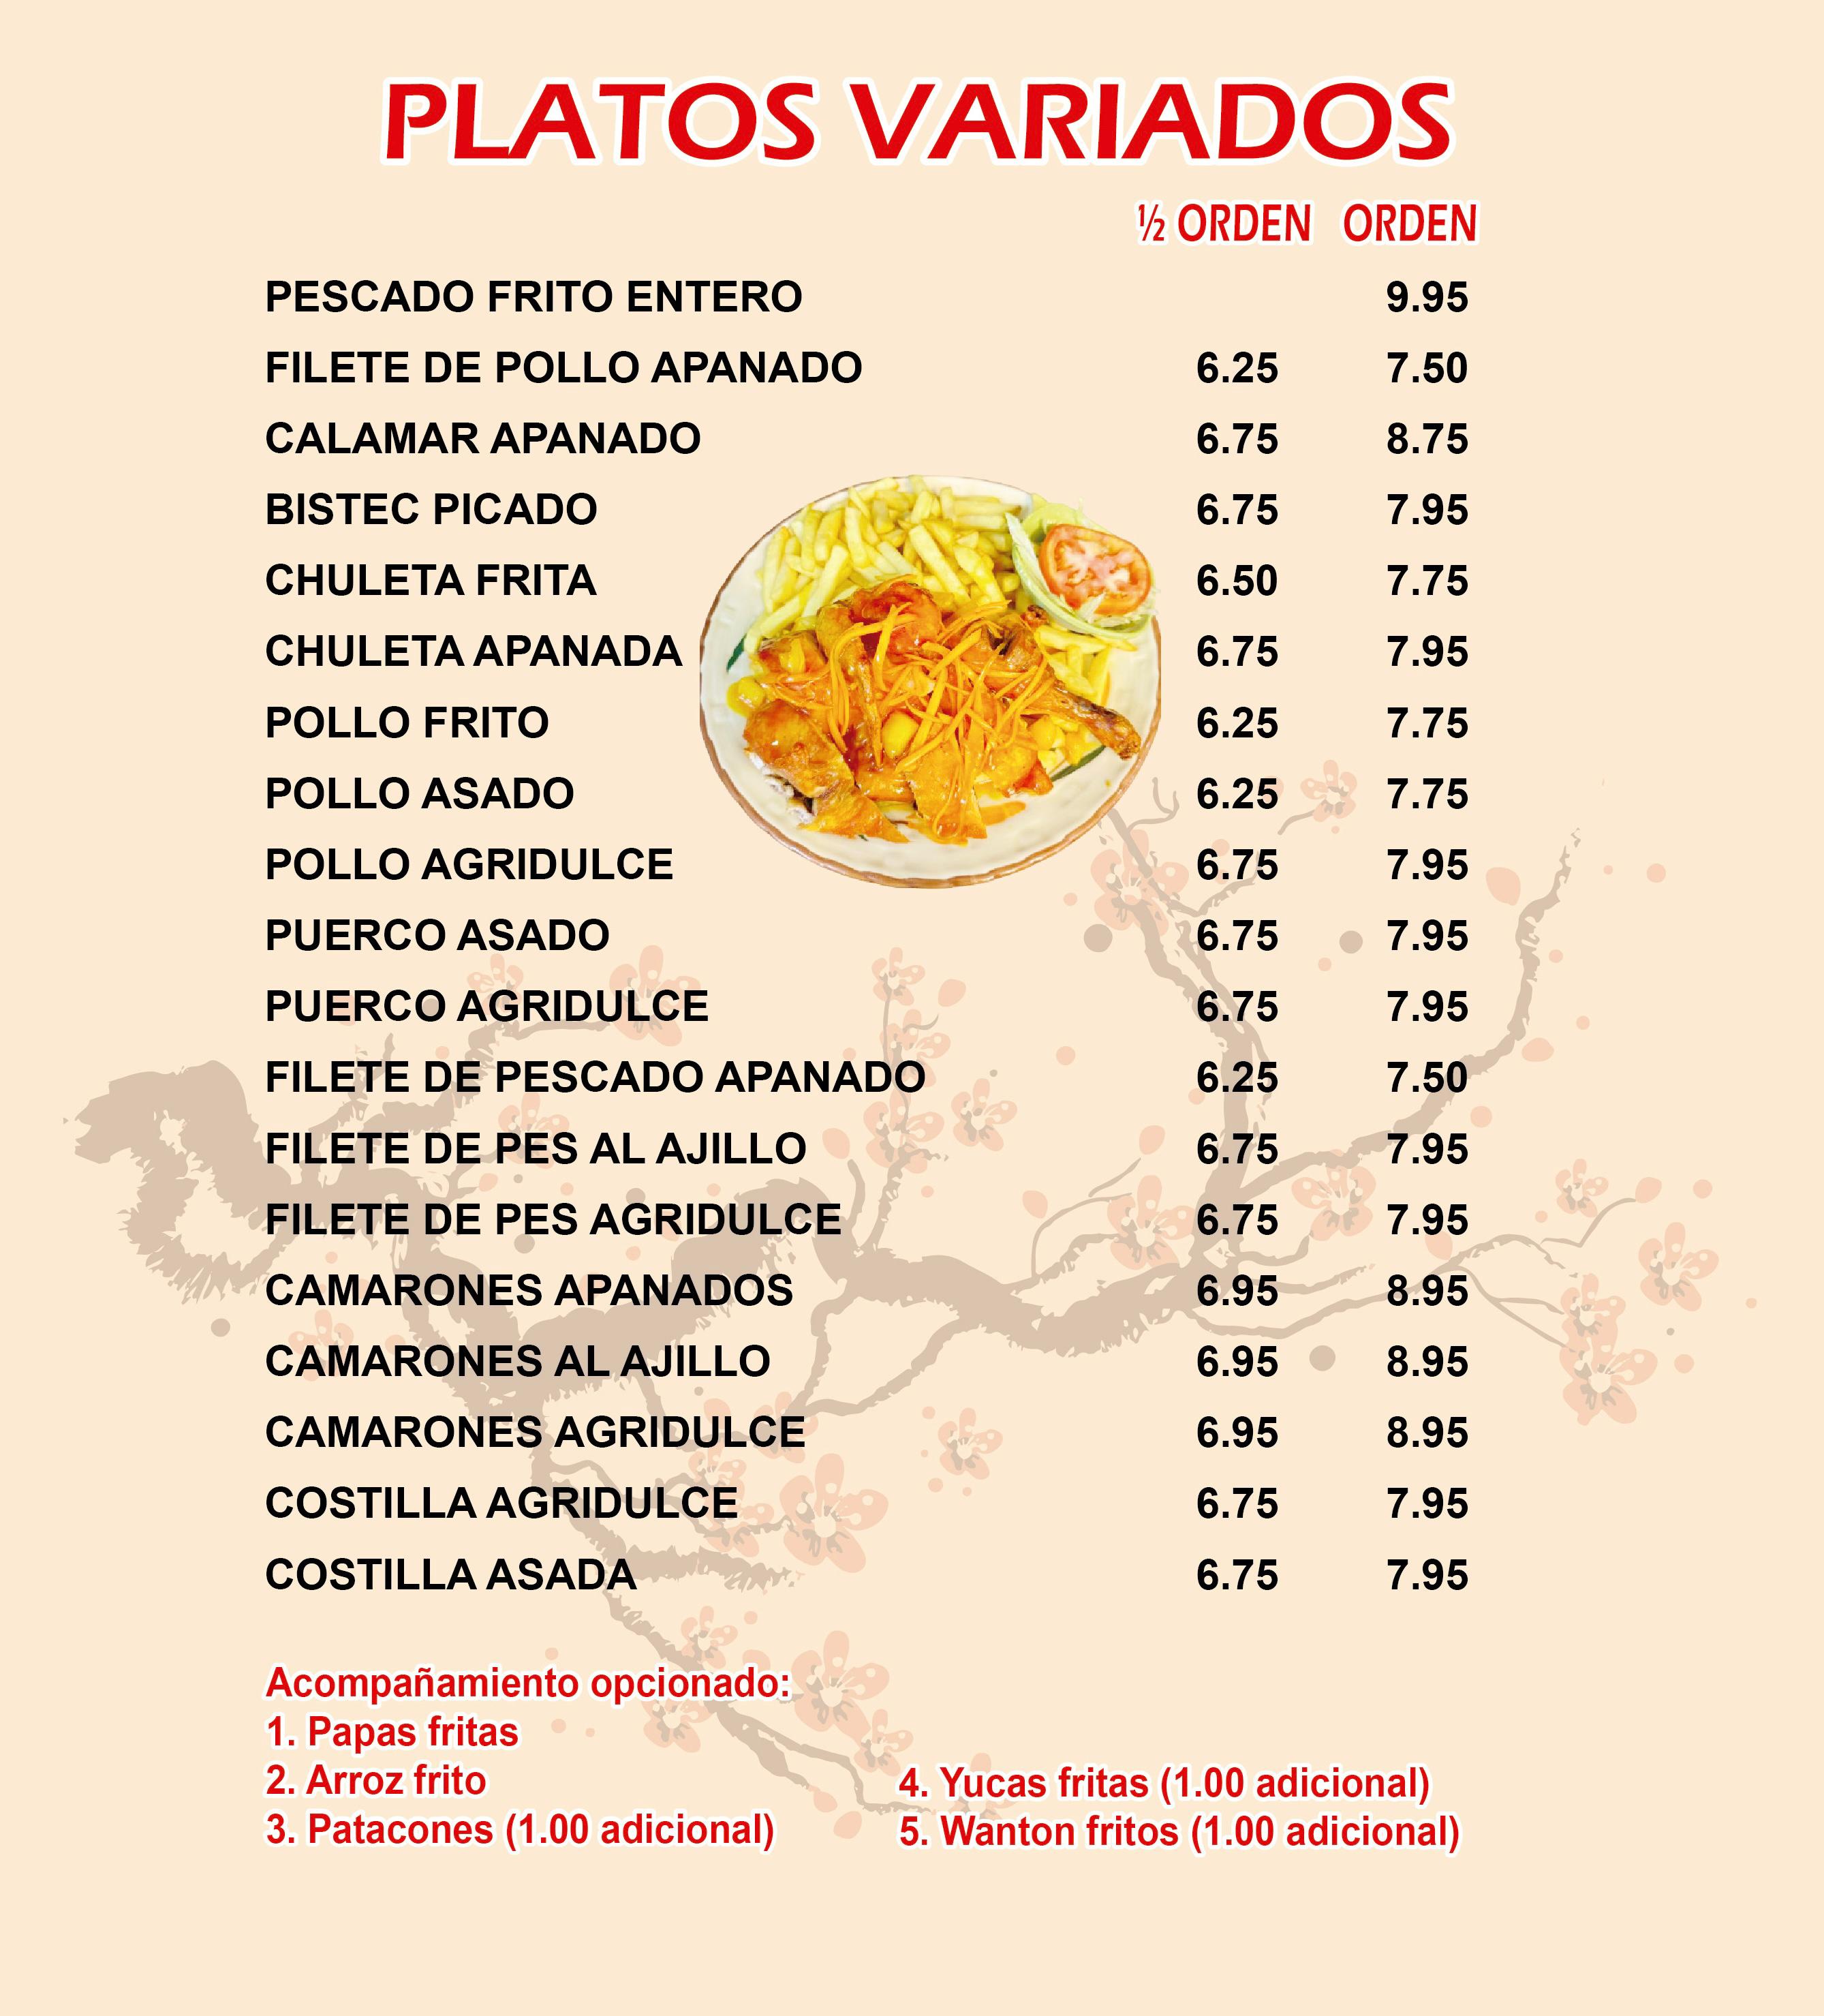 PLATOS VARIADOS
½ ORDEN ORDEN
PESCADO FRITO ENTERO 9.95
FILETE DE POLLO APANADO 6.25 7.50
CALAMAR APANADO 6.75 8.75
BISTEC PICADO 6.75 7.95
CHULETA FRITA 6.50 7.75
CHULETA APANADA 6.75 7.95
POLLO FRITO 6.25 7.75
POLLO ASADO 6.25 7.75
POLLO AGRIDULCE 6.75 7.95
PUERCO ASADO 6.75 7.95
PUERCO AGRIDULCE 6.75 7.95
FILETE DE PESCADO APANADO 6.25 7.50
FILETE DE PES AL AJILLO 6.75 7.95
FILETE DE PES AGRIDULCE 6.75 7.95
CAMARONES APANADOS 6.95 8.95
CAMARONES AL AJILLO 6.95 8.95
CAMARONES AGRIDULCE 6.95 8.95
COSTILLA AGRIDULCE 6.75 7.95
COSTILLA ASADA 6.75 7.95
Acompañamiento opcionado:
1. Papas fritas
2. Arroz frito
3. Patacones (1.00 adicional)
4. Yucas fritas (1.00 adicional)
5. Wanton fritos (1.00 adicional)